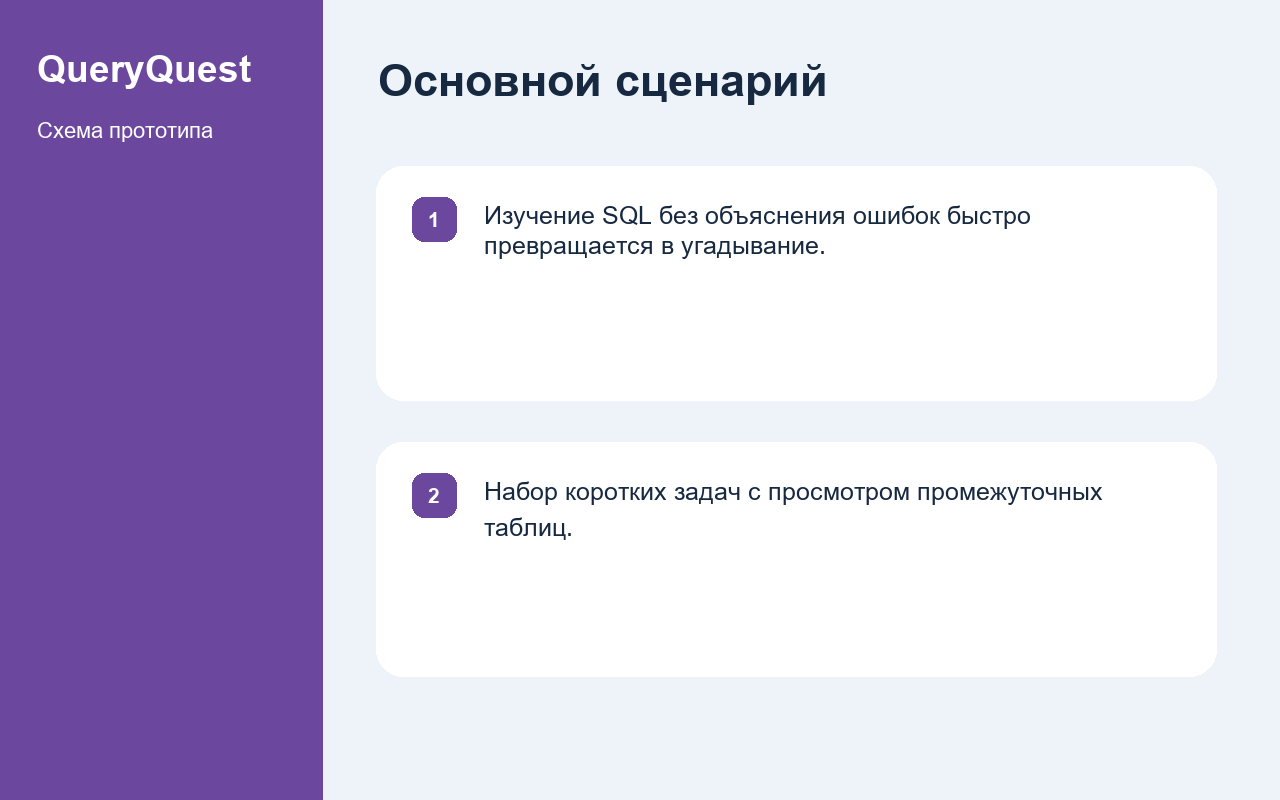 QueryQuest
Схема прототипа
Основной сценарий
1
Изучение SQL без объяснения ошибок быстро
превращается в угадывание.
2
Набор коротких задач с просмотром промежуточных
таблиц.